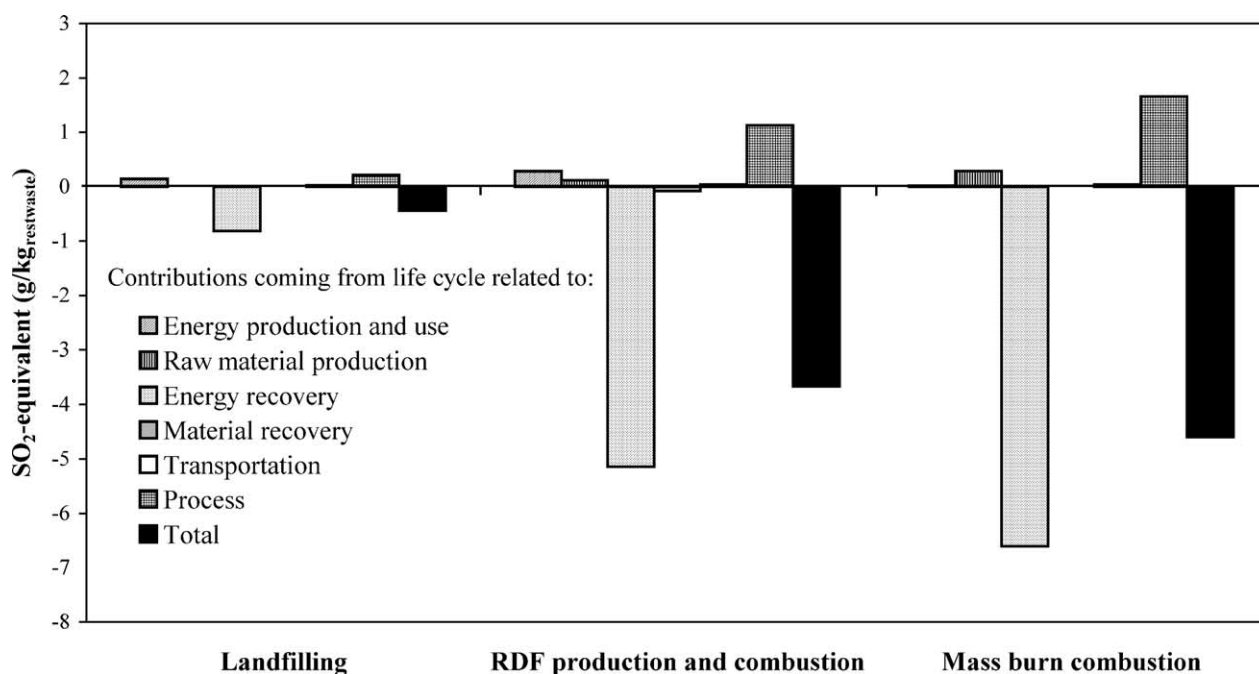 3
2
1
0
-1
-2
-3
-4
-5
-6
-7
-8
SO₂-equivalent (g/kg restwaste)
Contributions coming from life cycle related to:
Energy production and use
Raw material production
Energy recovery
Material recovery
Transportation
Process
Total
Landfilling
RDF production and combustion
Mass burn combustion